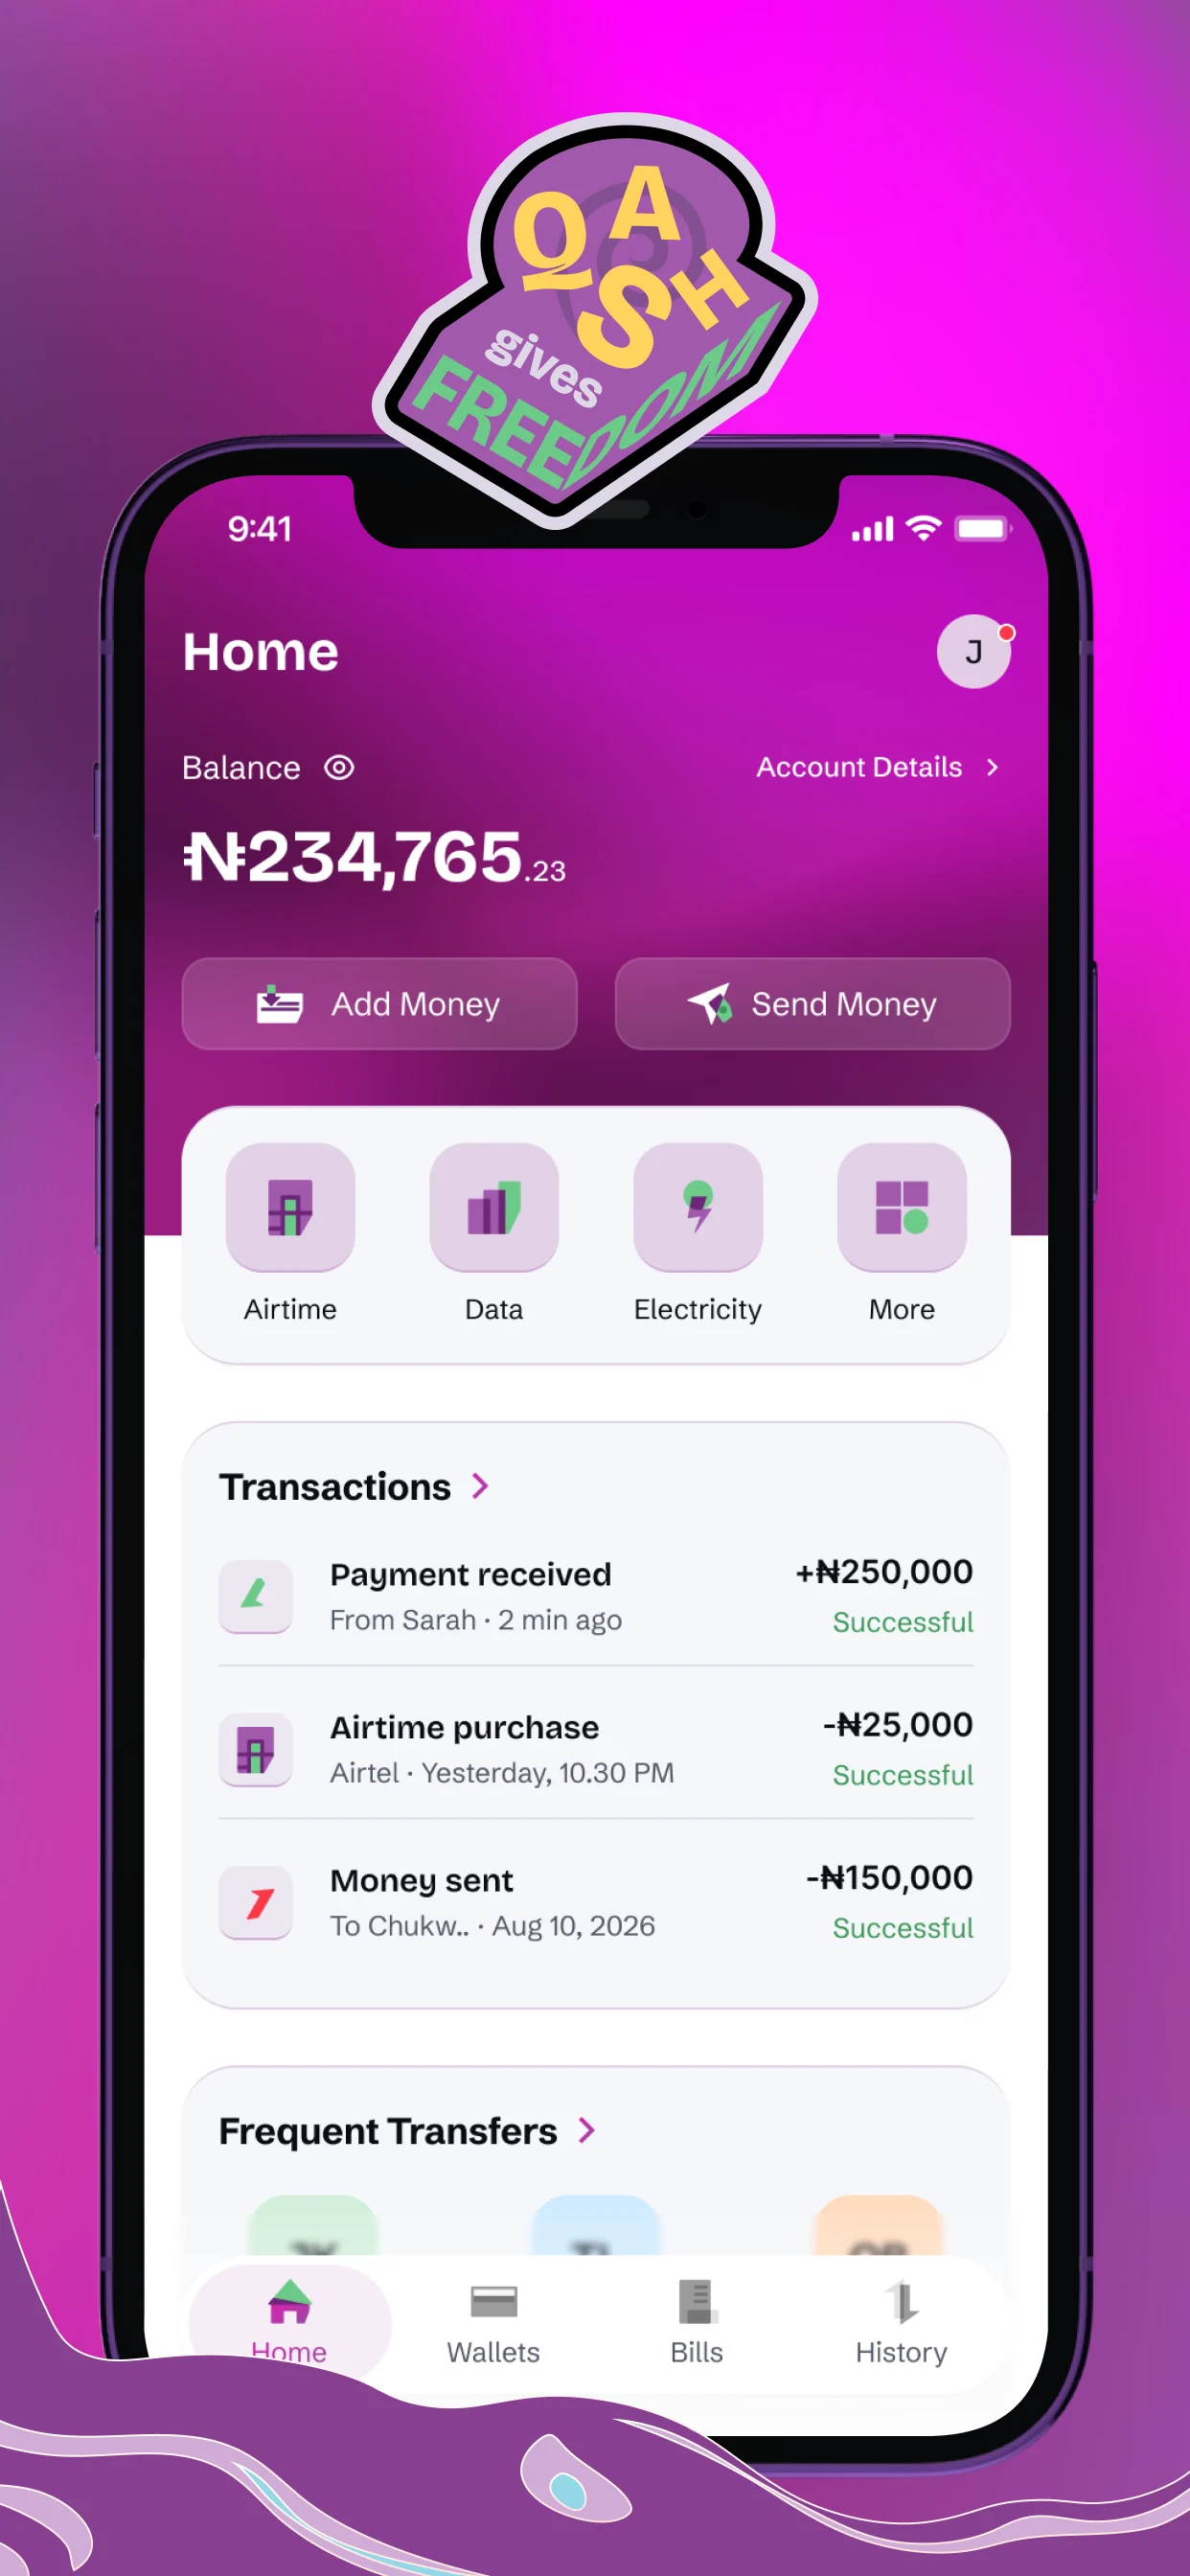 QASH
gives
FREEDOM
9:41
Home
J
Balance
Account Details
₦234,765.23
Add Money
Send Money
Airtime
Data
Electricity
More
Transactions
Payment received
+₦250,000
From Sarah · 2 min ago
Successful
Airtime purchase
-₦25,000
Airtel · Yesterday, 10.30 PM
Successful
Money sent
-₦150,000
To Chukw.. · Aug 10, 2026
Successful
Frequent Transfers
Home
Wallets
Bills
History